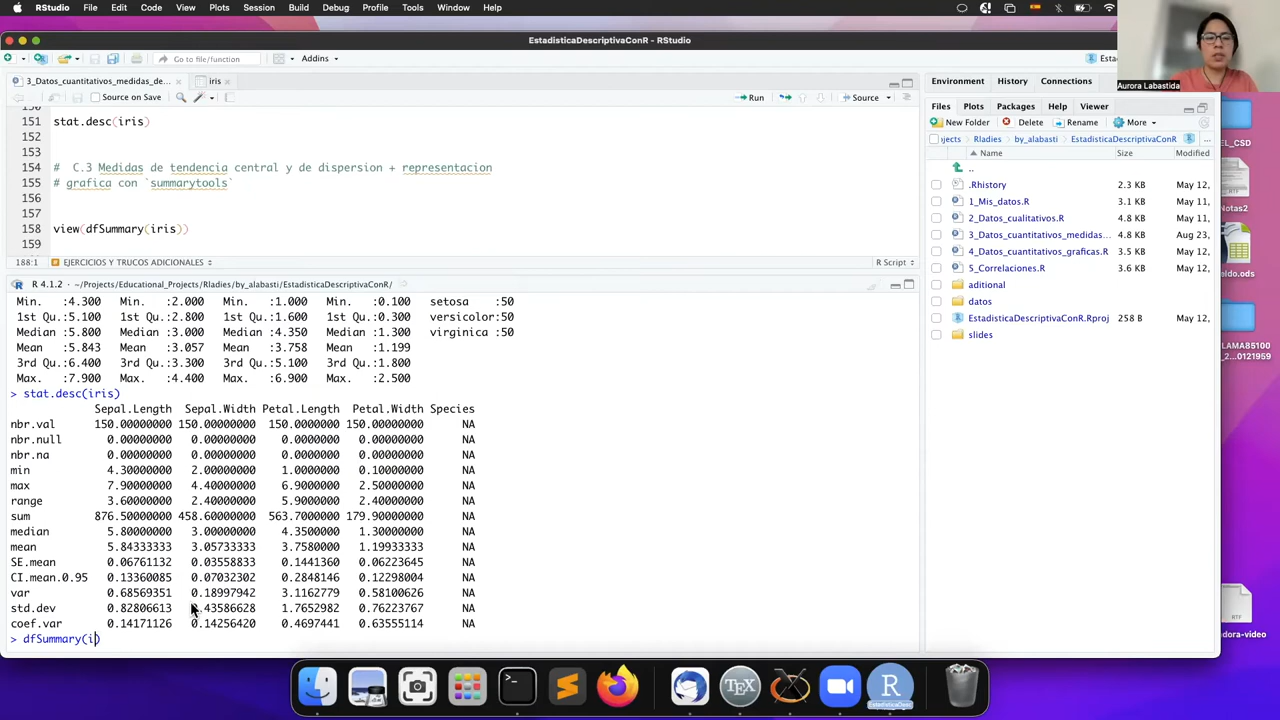 RStudio File Edit Code View Plots Session Build Debug Profile Tools Window Help
EstadisticaDescriptivaConR - RStudio
Go to file/function Addins
3_Datos_cuantitativos_medidas_de... iris
Source on Save Run Source
151 stat.desc(iris)
152
153
154 # C.3 Medidas de tendencia central y de dispersion + representacion
155 # grafica con `summarytools`
156
157
158 view(dfSummary(iris))
159
188:1 EJERCICIOS Y TRUCOS ADICIONALES R Script
R 4.1.2 · ~/Projects/Educational_Projects/Rladies/by_alabasti/EstadisticaDescriptivaConR/
Min. :4.300 Min. :2.000 Min. :1.000 Min. :0.100 setosa :50
1st Qu.:5.100 1st Qu.:2.800 1st Qu.:1.600 1st Qu.:0.300 versicolor:50
Median :5.800 Median :3.000 Median :4.350 Median :1.300 virginica :50
Mean :5.843 Mean :3.057 Mean :3.758 Mean :1.199
3rd Qu.:6.400 3rd Qu.:3.300 3rd Qu.:5.100 3rd Qu.:1.800
Max. :7.900 Max. :4.400 Max. :6.900 Max. :2.500
> stat.desc(iris)
Sepal.Length Sepal.Width Petal.Length Petal.Width Species
nbr.val 150.00000000 150.00000000 150.0000000 150.00000000 NA
nbr.null 0.00000000 0.00000000 0.0000000 0.00000000 NA
nbr.na 0.00000000 0.00000000 0.0000000 0.00000000 NA
min 4.30000000 2.00000000 1.0000000 0.10000000 NA
max 7.90000000 4.40000000 6.9000000 2.50000000 NA
range 3.60000000 2.40000000 5.9000000 2.40000000 NA
sum 876.50000000 458.60000000 563.7000000 179.90000000 NA
median 5.80000000 3.00000000 4.3500000 1.30000000 NA
mean 5.84333333 3.05733333 3.7580000 1.19933333 NA
SE.mean 0.06761132 0.03558833 0.1441360 0.06223645 NA
CI.mean.0.95 0.13360085 0.07032302 0.2848146 0.12298004 NA
var 0.68569351 0.18997942 3.1162779 0.58100626 NA
std.dev 0.82806613 .43586628 1.7652982 0.76223767 NA
coef.var 0.14171126 0.14256420 0.4697441 0.63555114 NA
> dfSummary(i)
Environment History Connections
Files Plots Packages Help Viewer
New Folder Delete Rename More
ojects Rladies by_alabasti EstadisticaDescriptivaConR ...
Name Size Modified
..
.Rhistory 2.3 KB May 12,
1_Mis_datos.R 3.1 KB May 11,
2_Datos_cualitativos.R 4.8 KB May 11,
3_Datos_cuantitativos_medidas... 4.8 KB Aug 23,
4_Datos_cuantitativos_graficas.R 3.5 KB May 12,
5_Correlaciones.R 3.6 KB May 12,
aditional
datos
EstadisticaDescriptivaConR.Rproj 258 B May 12,
slides
Aurora Labastida
EL_CSD
Notas2
eldo.ods
LAMA85100
_2...0121959
adora-video
TEX
R